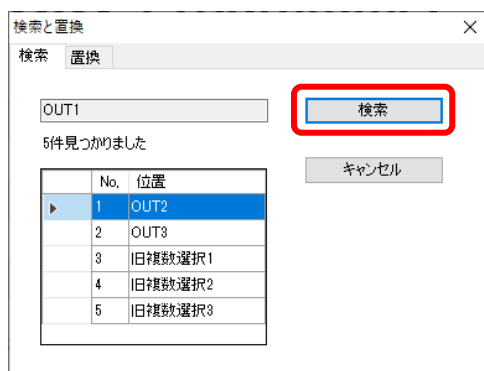 検索と置換
検索 置換
OUT1 検索
5件見つかりました
キャンセル
No. 位置
1 OUT2
2 OUT3
3 旧複数選択1
4 旧複数選択2
5 旧複数選択3